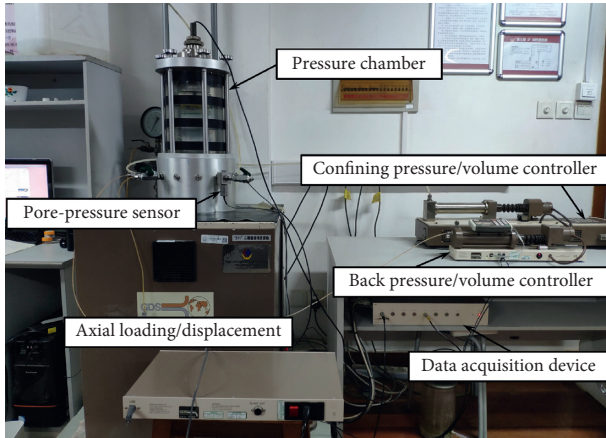 Pressure chamber
Confining pressure/volume controller
Pore-pressure sensor
Back pressure/volume controller
GDS
Axial loading/displacement
Data acquisition device